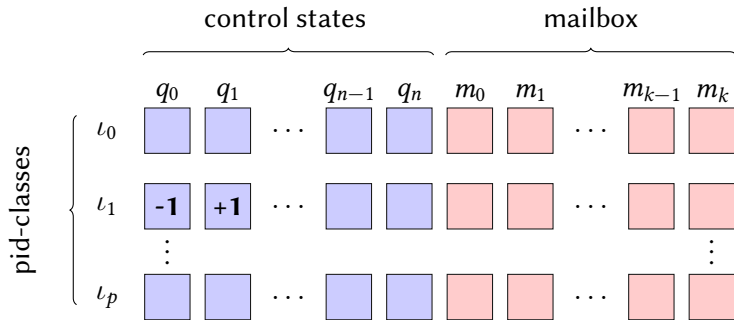 control states mailbox
q₀ q₁ qₙ₋₁ qₙ m₀ m₁ mₖ₋₁ mₖ
pid-classes
ι₀ ⋯ ⋯
ι₁ -1 +1 ⋯ ⋯
⋮ ⋮
ιₚ ⋯ ⋯